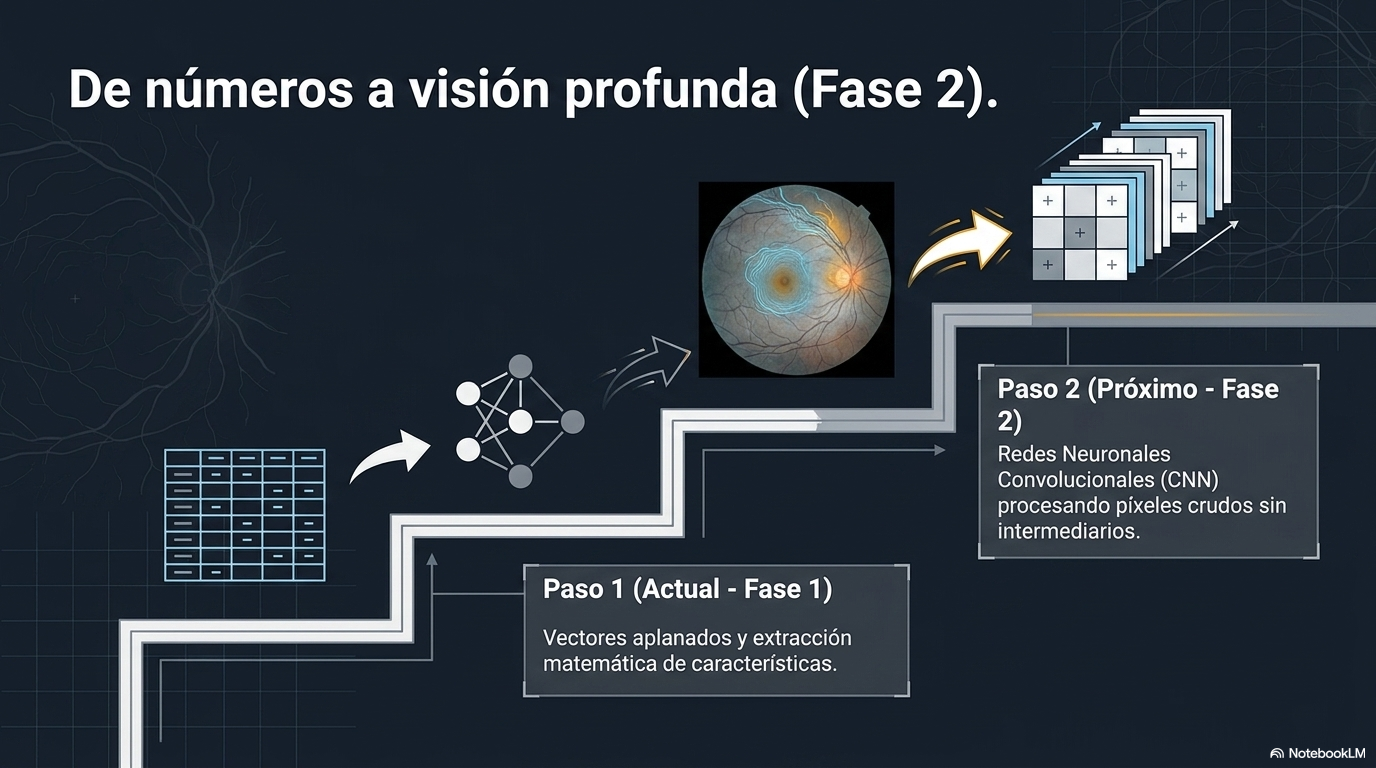 De números a visión profunda (Fase 2).
Paso 2 (Próximo - Fase
2)
Redes Neuronales
Convolucionales (CNN)
procesando píxeles crudos sin
intermediarios.
Paso 1 (Actual - Fase 1)
Vectores aplanados y extracción
matemática de características.
NotebookLM